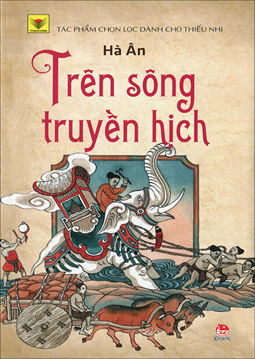 TÁC PHẨM CHỌN LỌC DÀNH CHO THIẾU NHI
Hà Ân
Trên sông
truyền hịch